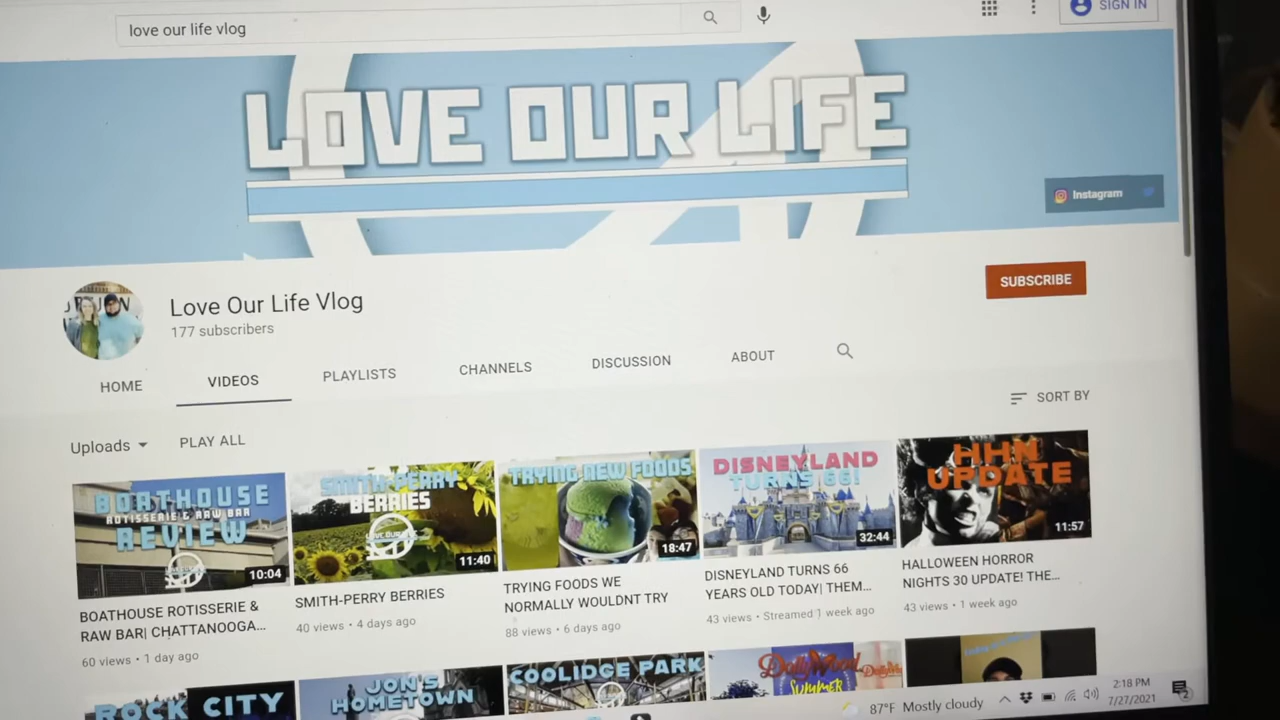 love our life vlog
SIGN IN
LOVE OUR LIFE
Instagram
Love Our Life Vlog
177 subscribers
SUBSCRIBE
HOME
VIDEOS
PLAYLISTS
CHANNELS
DISCUSSION
ABOUT
SORT BY
Uploads
PLAY ALL
BOATHOUSE
ROTISSERIE & RAW BAR
REVIEW
10:04
SMITH-PERRY
BERRIES
11:40
TRYING NEW FOODS
18:47
DISNEYLAND
TURNS 66!
32:44
HHN
UPDATE
11:57
BOATHOUSE ROTISSERIE &
RAW BAR| CHATTANOOGA...
60 views • 1 day ago
SMITH-PERRY BERRIES
40 views • 4 days ago
TRYING FOODS WE
NORMALLY WOULDNT TRY
88 views • 6 days ago
DISNEYLAND TURNS 66
YEARS OLD TODAY| THEM...
43 views • Streamed 1 week ago
HALLOWEEN HORROR
NIGHTS 30 UPDATE! THE...
43 views • 1 week ago
ROCK CITY
JON'S
HOMETOWN
COOLIDGE PARK
DollyWood
SUMMER
87°F Mostly cloudy
2:18 PM
7/27/2021
2